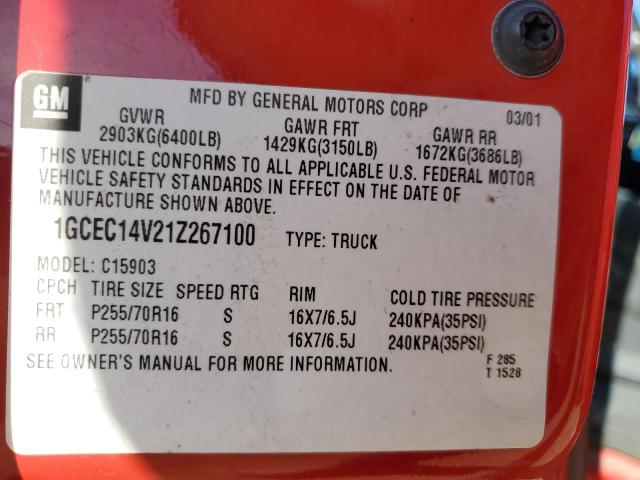 GM
MFD BY GENERAL MOTORS CORP 03/01
GVWR GAWR FRT GAWR RR
2903KG(6400LB) 1429KG(3150LB) 1672KG(3686LB)
THIS VEHICLE CONFORMS TO ALL APPLICABLE U.S. FEDERAL MOTOR
VEHICLE SAFETY STANDARDS IN EFFECT ON THE DATE OF
MANUFACTURE SHOWN ABOVE.
1GCEC14V21Z267100 TYPE: TRUCK
MODEL: C15903
CPCH TIRE SIZE SPEED RTG RIM COLD TIRE PRESSURE
FRT P255/70R16 S 16X7/6.5J 240KPA(35PSI)
RR P255/70R16 S 16X7/6.5J 240KPA(35PSI)
SEE OWNER'S MANUAL FOR MORE INFORMATION.
F 285
T 1528